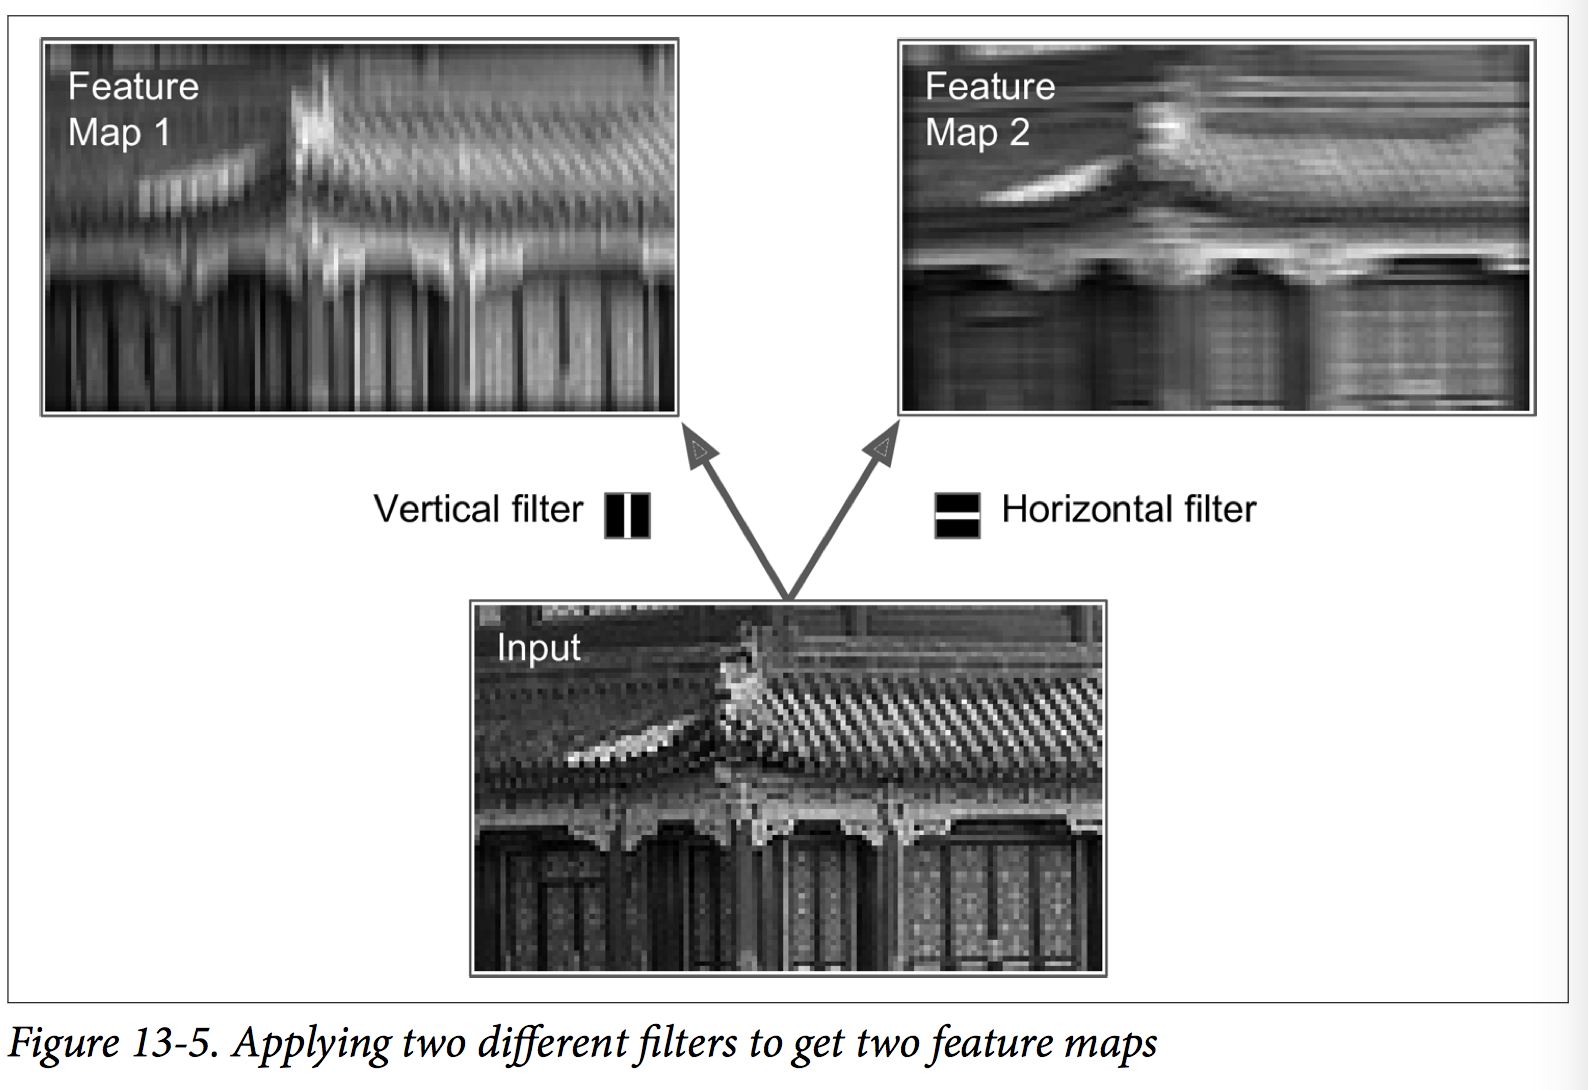 Feature
Map 1
Feature
Map 2
Vertical filter
Horizontal filter
Input
Figure 13-5. Applying two different filters to get two feature maps